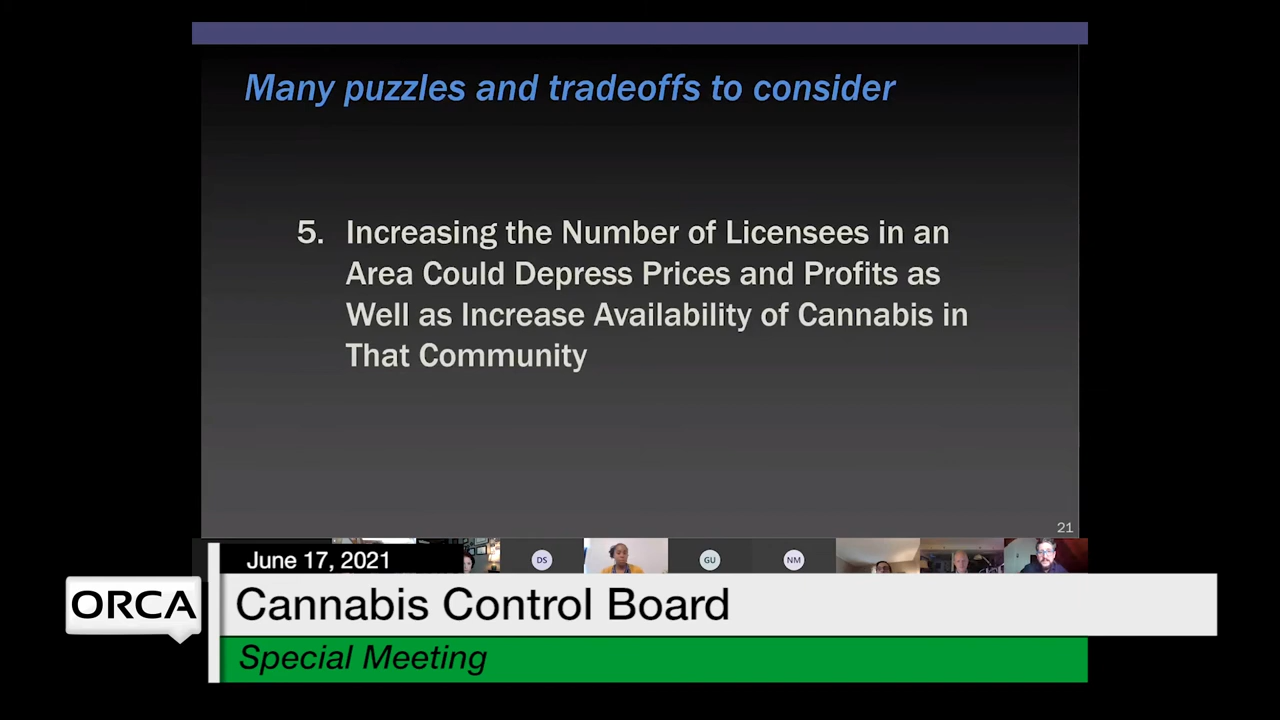 Many puzzles and tradeoffs to consider
5. Increasing the Number of Licensees in an
Area Could Depress Prices and Profits as
Well as Increase Availability of Cannabis in
That Community
21
DS
GU
NM
June 17, 2021
ORCA
Cannabis Control Board
Special Meeting